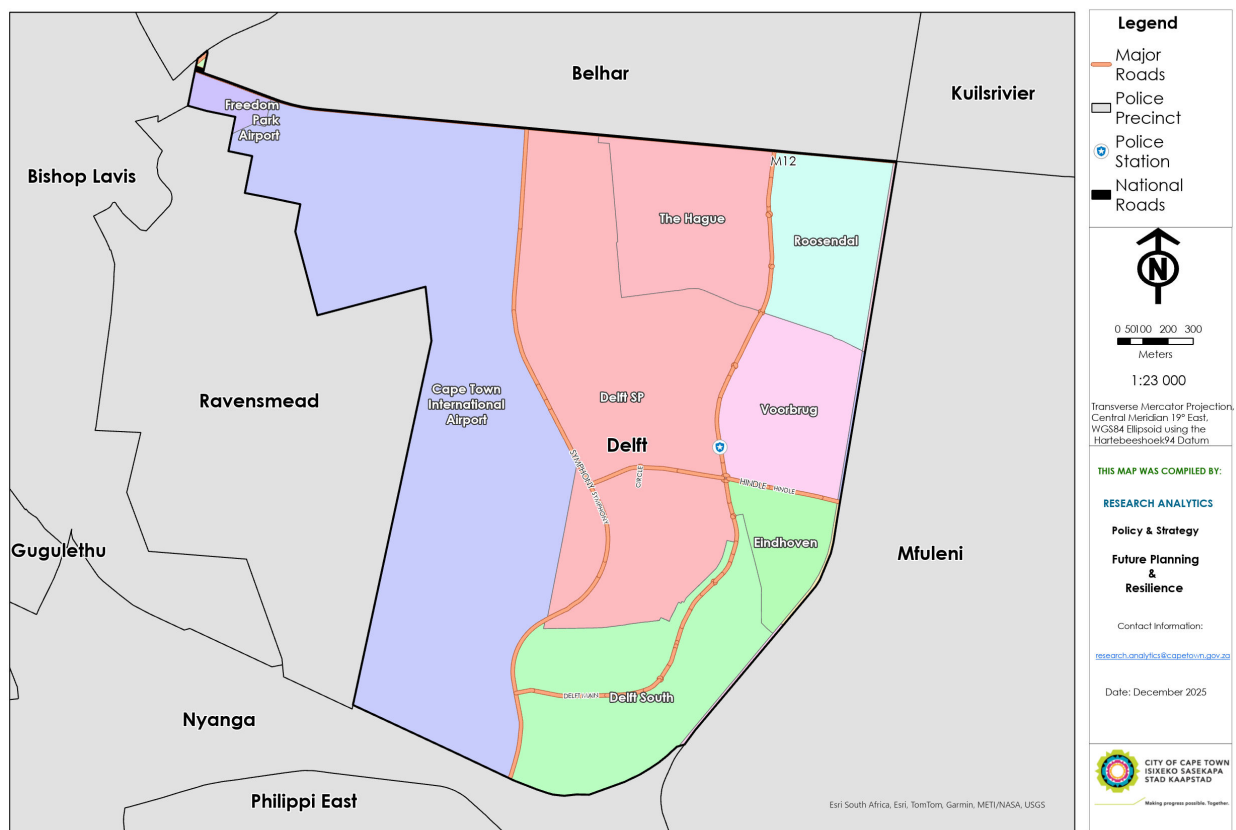 Belhar
Kuilsrivier
Freedom
Park
Airport
Bishop Lavis
M12
The Hague
Roosendal
Ravensmead
Cape Town
International
Airport
Delft SP
Voorbrug
Delft
SYMPHONY
SYMPHONY
CIRCLE
HINDLE
HINDLE
Eindhoven
Gugulethu
Mfuleni
DELFT MAIN
Delft South
Nyanga
Philippi East
Esri South Africa, Esri, TomTom, Garmin, METI/NASA, USGS
Legend
Major
Roads
Police
Precinct
Police
Station
National
Roads
N
0 50100 200 300
Meters
1:23 000
Transverse Mercator Projection,
Central Meridian 19° East,
WGS84 Ellipsoid using the
Hartebeeshoek94 Datum
THIS MAP WAS COMPILED BY:
RESEARCH ANALYTICS
Policy & Strategy
Future Planning
&
Resilience
Contact Information:
research.analytics@capetown.gov.za
Date: December 2025
CITY OF CAPE TOWN
ISIXEKO SASEKAPA
STAD KAAPSTAD
Making progress possible. Together.